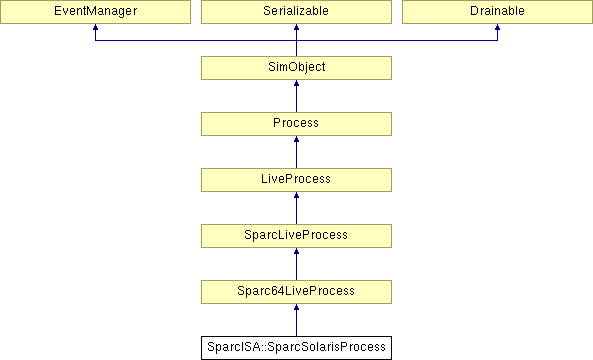 EventManager
Serializable
Drainable
SimObject
Process
LiveProcess
SparcLiveProcess
Sparc64LiveProcess
SparcISA::SparcSolarisProcess